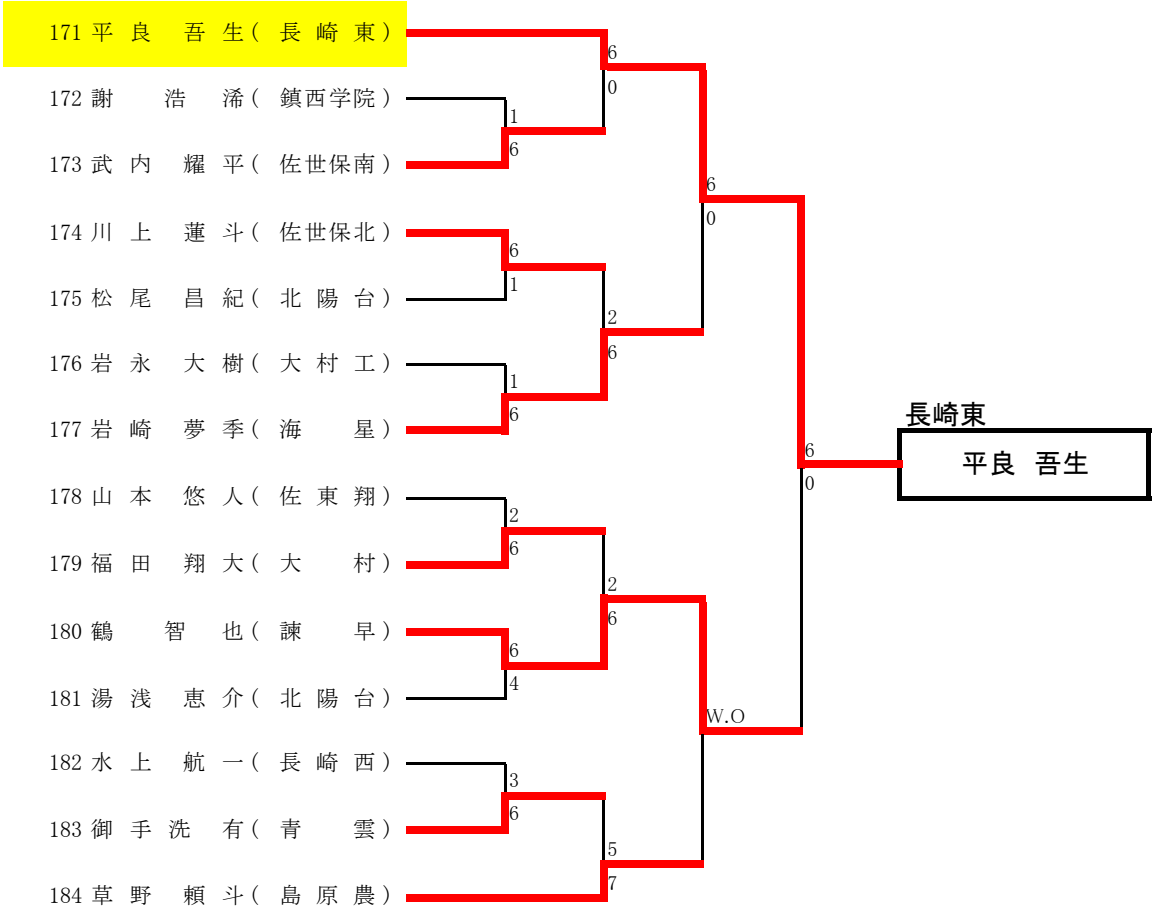 171 平良 吾生(長崎東)
6
0
172 謝 浩浠(鎮西学院)
1
6
173 武内 耀平(佐世保南)
6
0
174 川上 蓮斗(佐世保北)
6
1
175 松尾 昌紀(北陽台)
2
6
176 岩永 大樹(大村工)
1
6
177 岩崎 夢季(海星)
長崎東
平良 吾生
6
0
178 山本 悠人(佐東翔)
2
6
179 福田 翔大(大村)
2
6
180 鶴 智也(諫早)
6
4
181 湯浅 恵介(北陽台)
W.O
182 水上 航一(長崎西)
3
6
183 御手洗 有(青雲)
5
7
184 草野 頼斗(島原農)